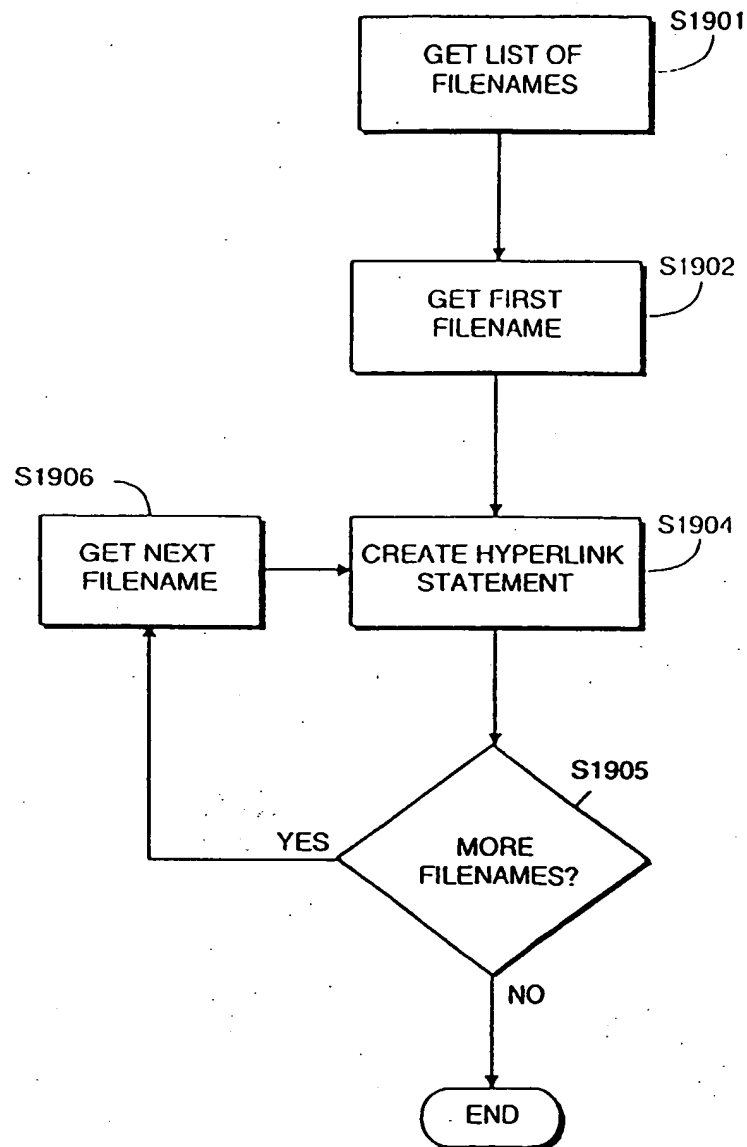 S1901
GET LIST OF
FILENAMES
S1902
GET FIRST
FILENAME
S1906
GET NEXT
FILENAME
S1904
CREATE HYPERLINK
STATEMENT
S1905
YES
MORE
FILENAMES?
NO
END